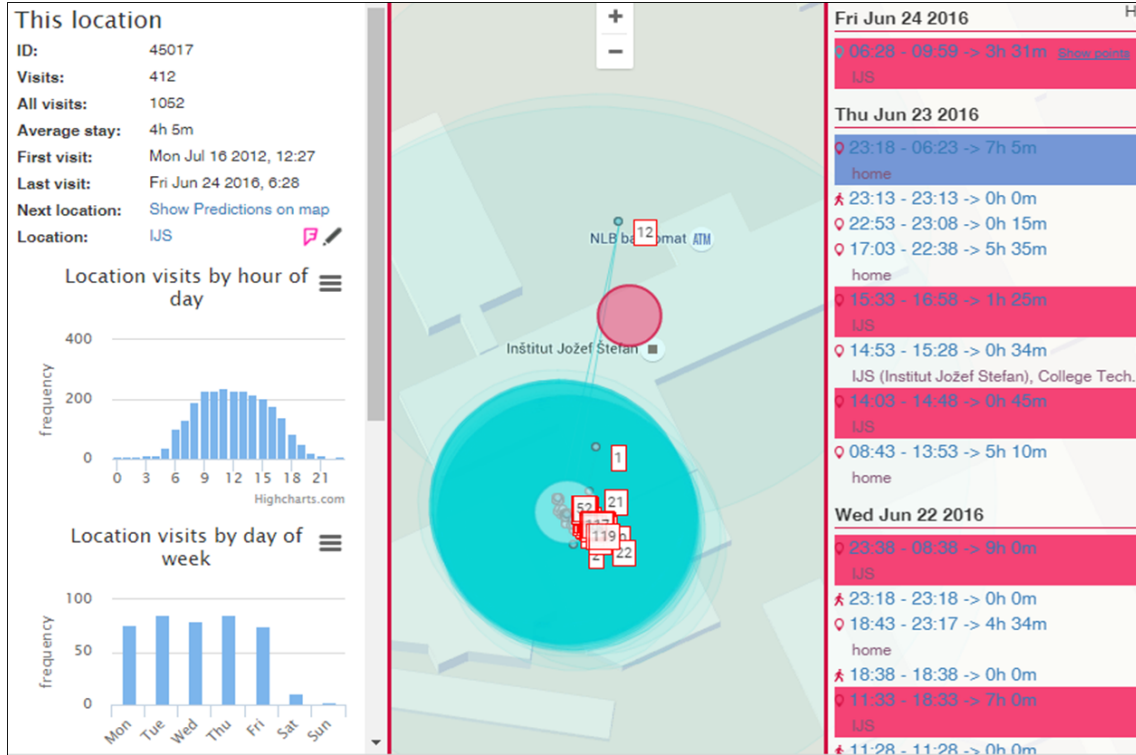 This location
ID: 45017
Visits: 412
All visits: 1052
Average stay: 4h 5m
First visit: Mon Jul 16 2012, 12:27
Last visit: Fri Jun 24 2016, 6:28
Next location: Show Predictions on map
Location: IJS
Location visits by hour of
day
400
200
0
frequency
0 3 6 9 12 15 18 21
Highcharts.com
Location visits by day of
week
100
50
0
frequency
Mon Tue Wed Thu Fri Sat Sun
+
−
12
NLB ATM
Inštitut Jožef Štefan
1
52 21
119
2 22
H
Fri Jun 24 2016
06:28 - 09:59 -> 3h 31m Show points
IJS
Thu Jun 23 2016
23:18 - 06:23 -> 7h 5m
home
23:13 - 23:13 -> 0h 0m
22:53 - 23:08 -> 0h 15m
17:03 - 22:38 -> 5h 35m
home
15:33 - 16:58 -> 1h 25m
IJS
14:53 - 15:28 -> 0h 34m
IJS (Institut Jozef Stefan), College Tech.
14:03 - 14:48 -> 0h 45m
IJS
08:43 - 13:53 -> 5h 10m
home
Wed Jun 22 2016
23:38 - 08:38 -> 9h 0m
IJS
23:18 - 23:18 -> 0h 0m
18:43 - 23:17 -> 4h 34m
home
18:38 - 18:38 -> 0h 0m
11:33 - 18:33 -> 7h 0m
IJS
11:28 - 11:28 -> 0h 0m